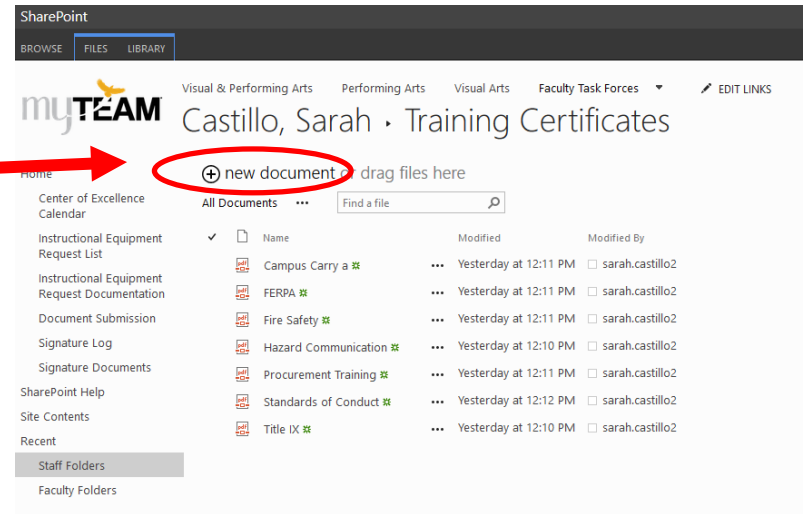 SharePoint
BROWSE FILES LIBRARY
myTEAM
Visual & Performing Arts Performing Arts Visual Arts Faculty Task Forces EDIT LINKS
Castillo, Sarah Training Certificates
new document or drag files here
All Documents ... Find a file
Name Modified Modified By
Campus Carry a ... Yesterday at 12:11 PM sarah.castillo2
FERPA ... Yesterday at 12:11 PM sarah.castillo2
Fire Safety ... Yesterday at 12:11 PM sarah.castillo2
Hazard Communication ... Yesterday at 12:10 PM sarah.castillo2
Procurement Training ... Yesterday at 12:11 PM sarah.castillo2
Standards of Conduct ... Yesterday at 12:12 PM sarah.castillo2
Title IX ... Yesterday at 12:10 PM sarah.castillo2
Home
Center of Excellence
Calendar
Instructional Equipment
Request List
Instructional Equipment
Request Documentation
Document Submission
Signature Log
Signature Documents
SharePoint Help
Site Contents
Recent
Staff Folders
Faculty Folders